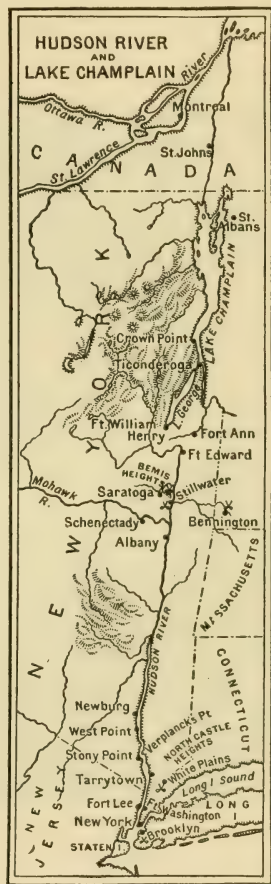 HUDSON RIVER
AND
LAKE CHAMPLAIN
River
Ottawa R.
Montreal
St. Lawrence
St. Johns
CANADA
St.
Albans
LAKE CHAMPLAIN
Crown Point
Ticonderoga
L. George
Ft. William
Henry
Fort Ann
Ft Edward
BEMIS
HEIGHTS
Mohawk
R.
Saratoga
Stillwater
Schenectady
Bennington
Albany
MASSACHUSETTS
NEW YORK
HUDSON RIVER
CONNECTICUT
Newburg
Verplanck's Pt
West Point
NORTH CASTLE
HEIGHTS
Stony Point
White Plains
Tarrytown
Long I Sound
NEW
JERSEY
Fort Lee
Ft. Washington
LONG
I
New York
Brooklyn
STATEN I.